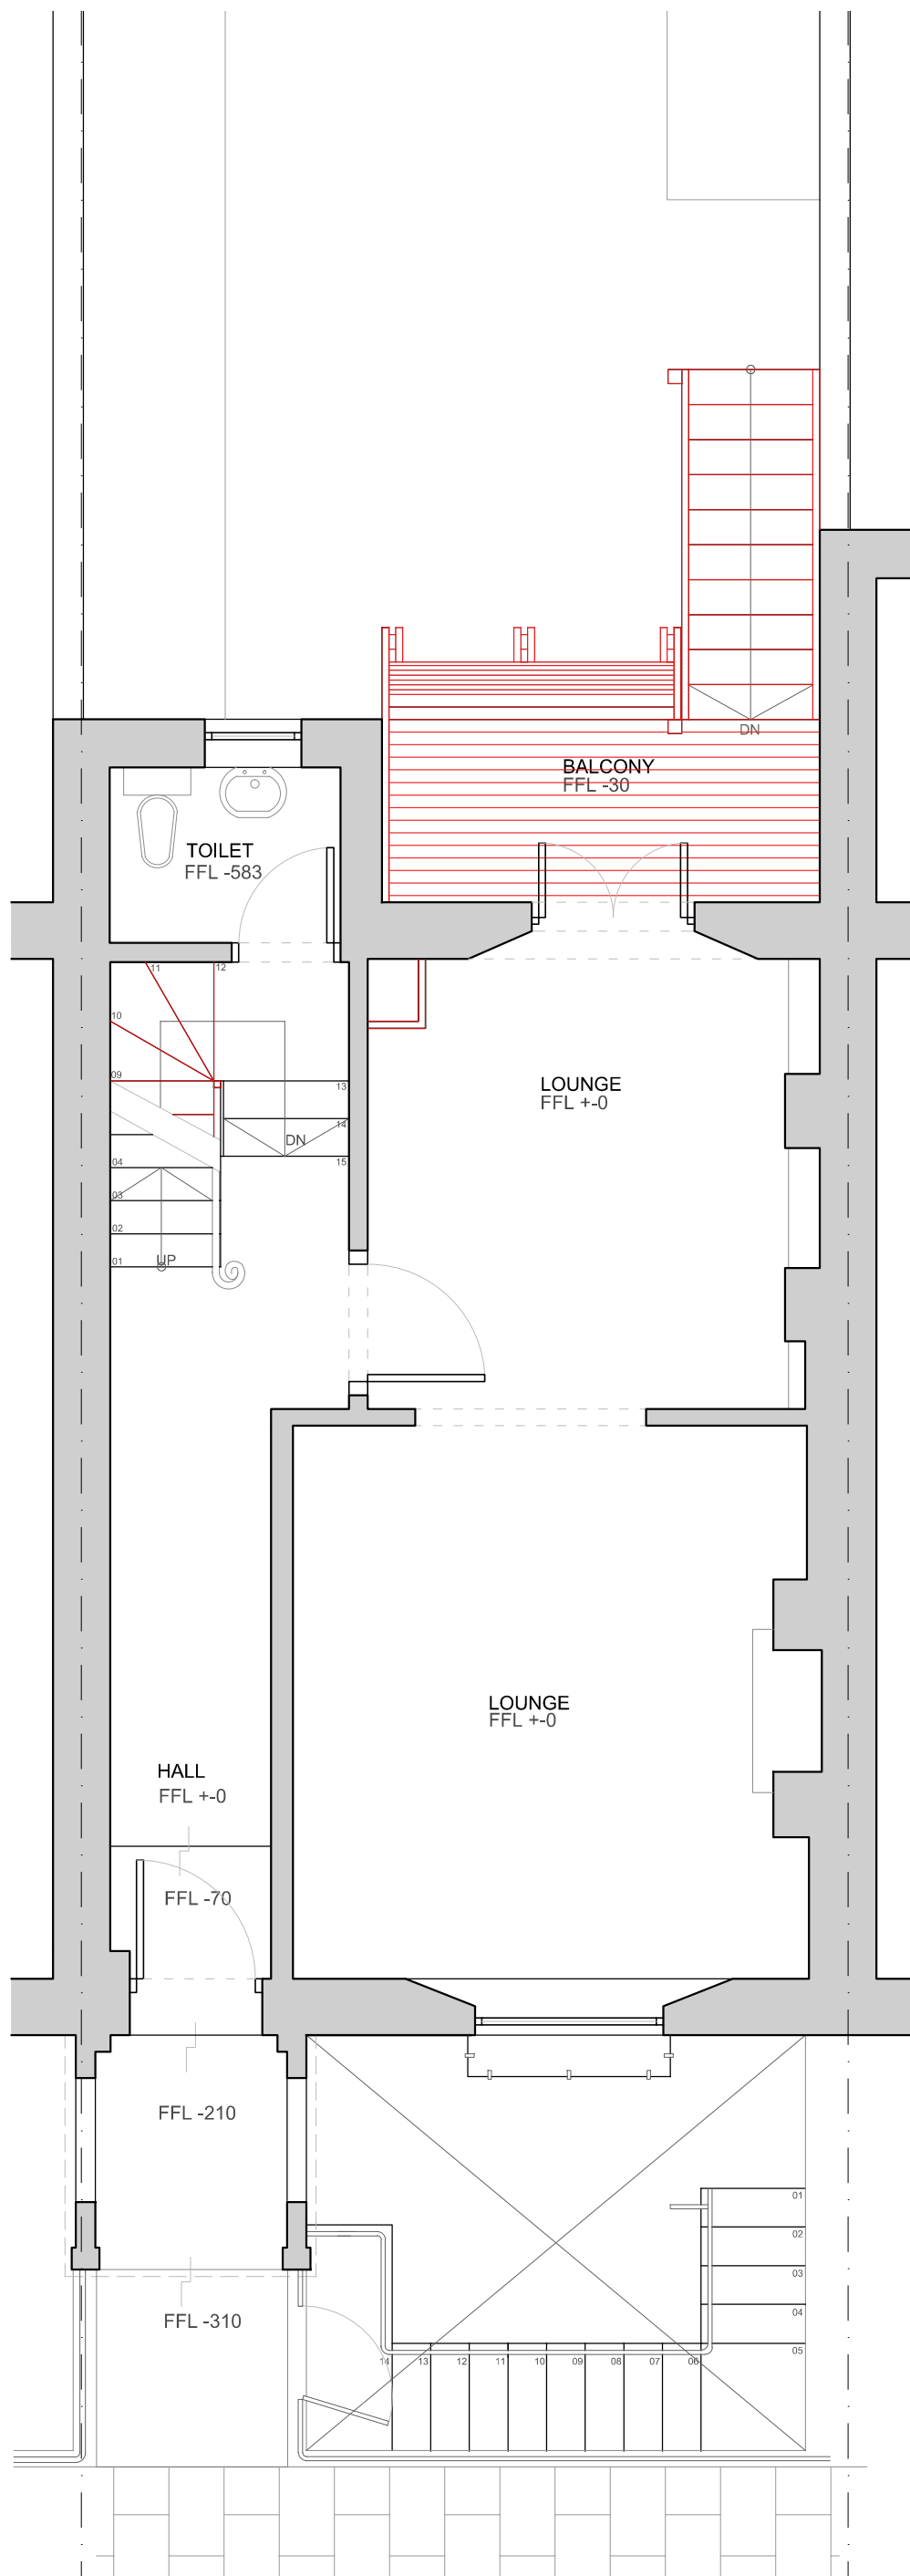 DN
BALCONY
FFL -30
TOILET
FFL -583
11
12
10
09
13
14
DN
15
04
03
02
01
UP
LOUNGE
FFL +-0
LOUNGE
FFL +-0
HALL
FFL +-0
FFL -70
FFL -210
FFL -310
01
02
03
04
05
14 13 12 11 10 09 08 07 06